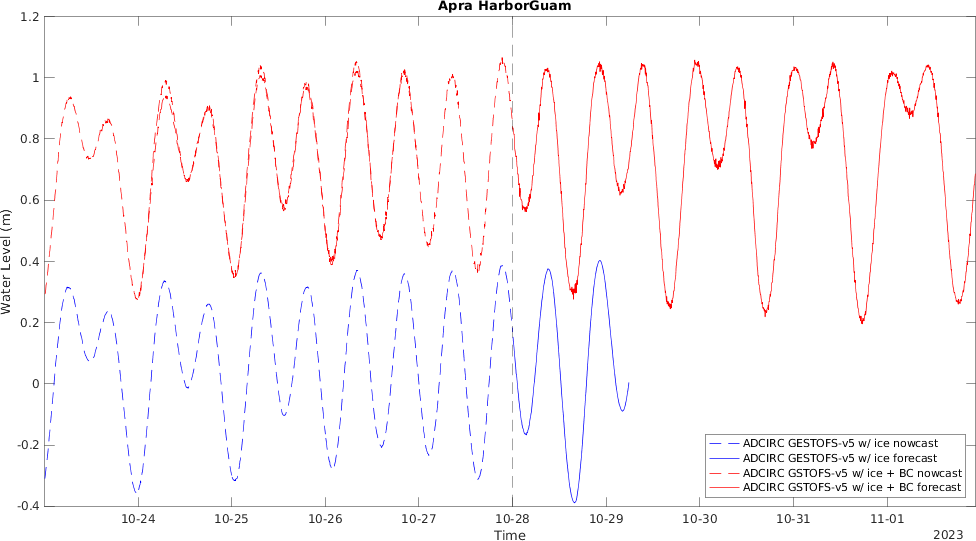 Apra HarborGuam
1.2
1
0.8
0.6
0.4
0.2
0
-0.2
-0.4
Water Level (m)
ADCIRC GESTOFS-v5 w/ ice nowcast
ADCIRC GESTOFS-v5 w/ ice forecast
ADCIRC GSTOFS-v5 w/ ice + BC nowcast
ADCIRC GSTOFS-v5 w/ ice + BC forecast
10-24 10-25 10-26 10-27 10-28 10-29 10-30 10-31 11-01
Time
2023